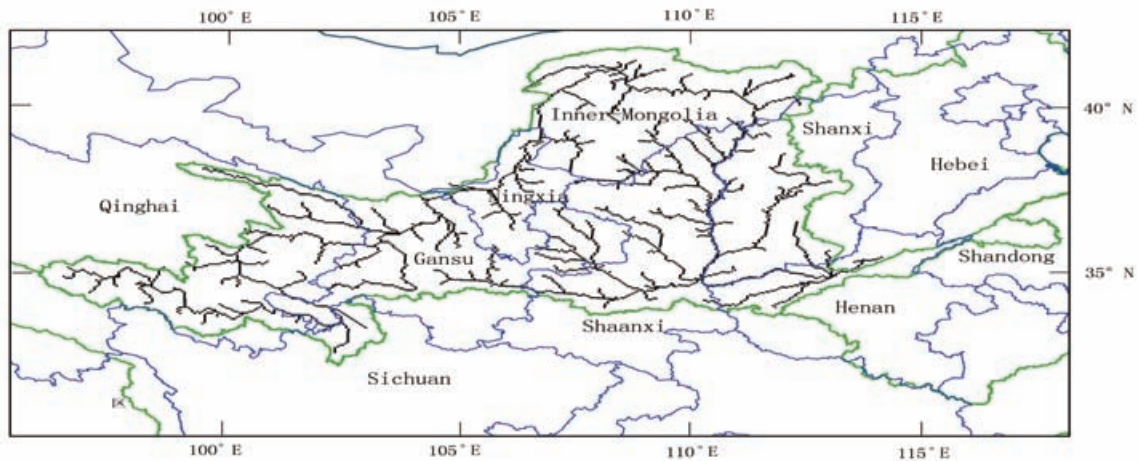 100° E 105° E 110° E 115° E
Inner-Mongolia
40° N
Shanxi
Hebei
Qinghai
Jingxia
Gansu
Shandong
35° N
Henan
Shaanxi
Sichuan
100° E 105° E 110° E 115° E